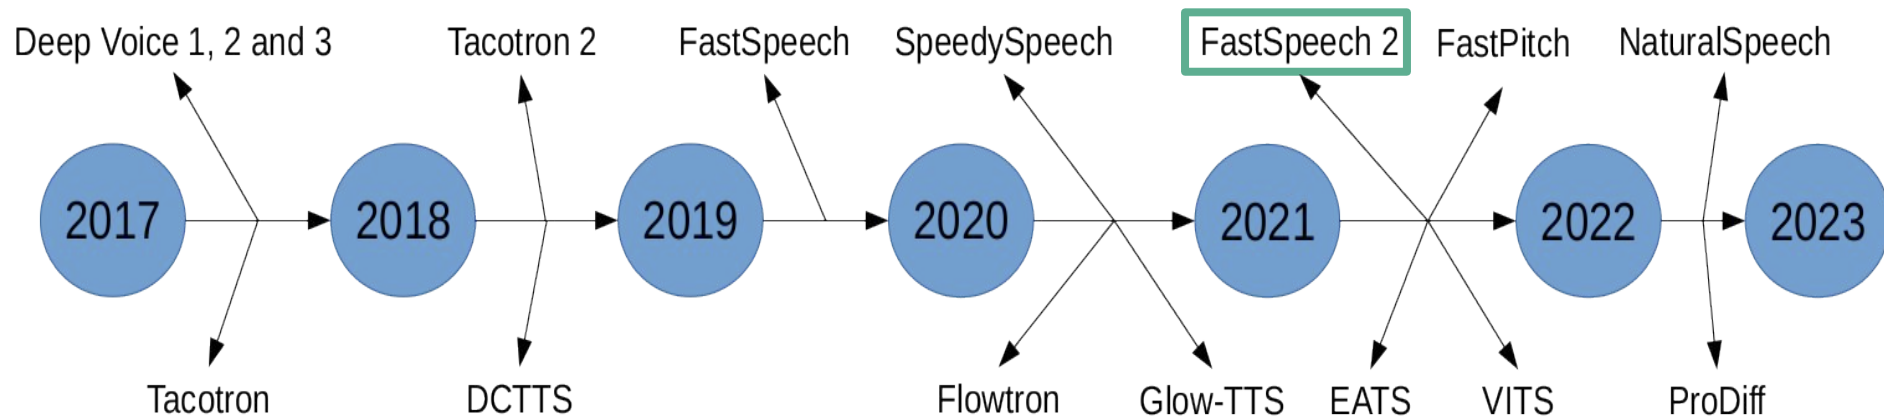 Deep Voice 1, 2 and 3
Tacotron 2
FastSpeech
SpeedySpeech
FastSpeech 2
FastPitch
NaturalSpeech
2017
2018
2019
2020
2021
2022
2023
Tacotron
DCTTS
Flowtron
Glow-TTS
EATS
VITS
ProDiff